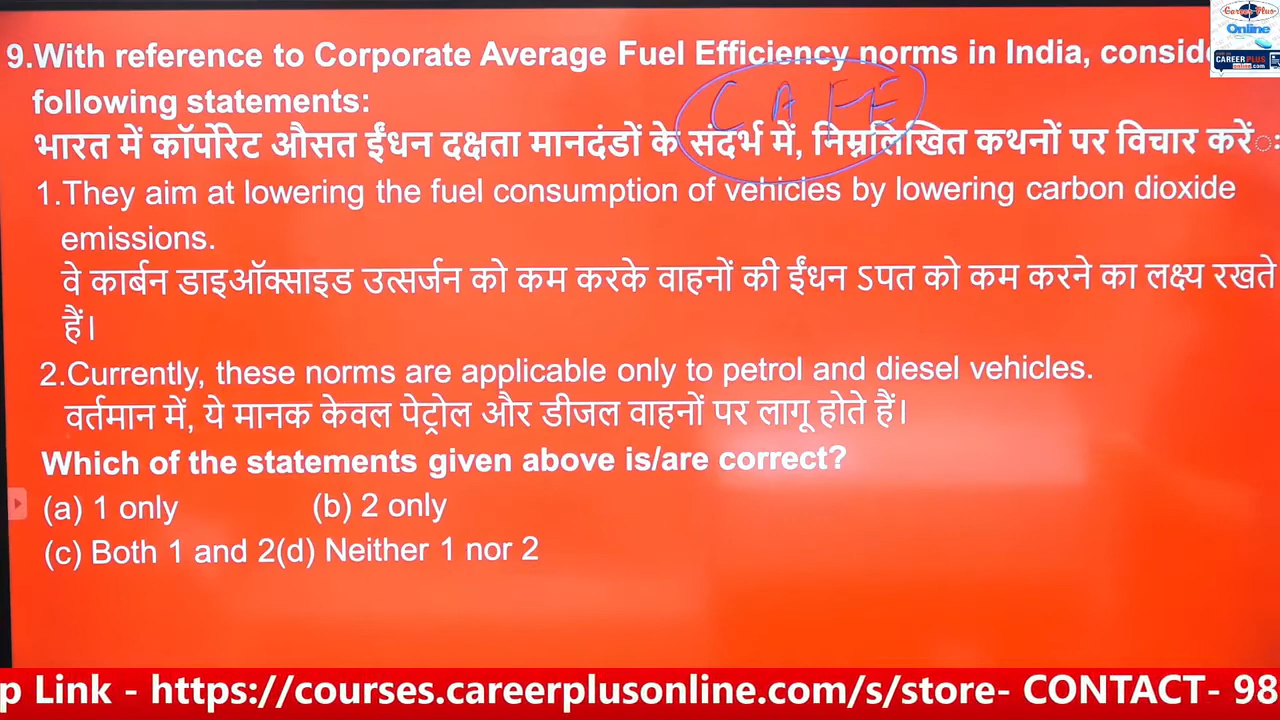 9.With reference to Corporate Average Fuel Efficiency norms in India, conside
following statements:
CAFE
भारत में कॉर्पोरेट औसत ईंधन दक्षता मानदंडों के संदर्भ में, निम्नलिखित कथनों पर विचार करेंः
1.They aim at lowering the fuel consumption of vehicles by lowering carbon dioxide
emissions.
वे कार्बन डाइऑक्साइड उत्सर्जन को कम करके वाहनों की ईंधन ऽपत को कम करने का लक्ष्य रखते
हैं।
2.Currently, these norms are applicable only to petrol and diesel vehicles.
वर्तमान में, ये मानक केवल पेट्रोल और डीजल वाहनों पर लागू होते हैं।
Which of the statements given above is/are correct?
(a) 1 only (b) 2 only
(c) Both 1 and 2(d) Neither 1 nor 2
Career Plus
Online
CAREER PLUS
online.com
p Link - https://courses.careerplusonline.com/s/store- CONTACT- 98